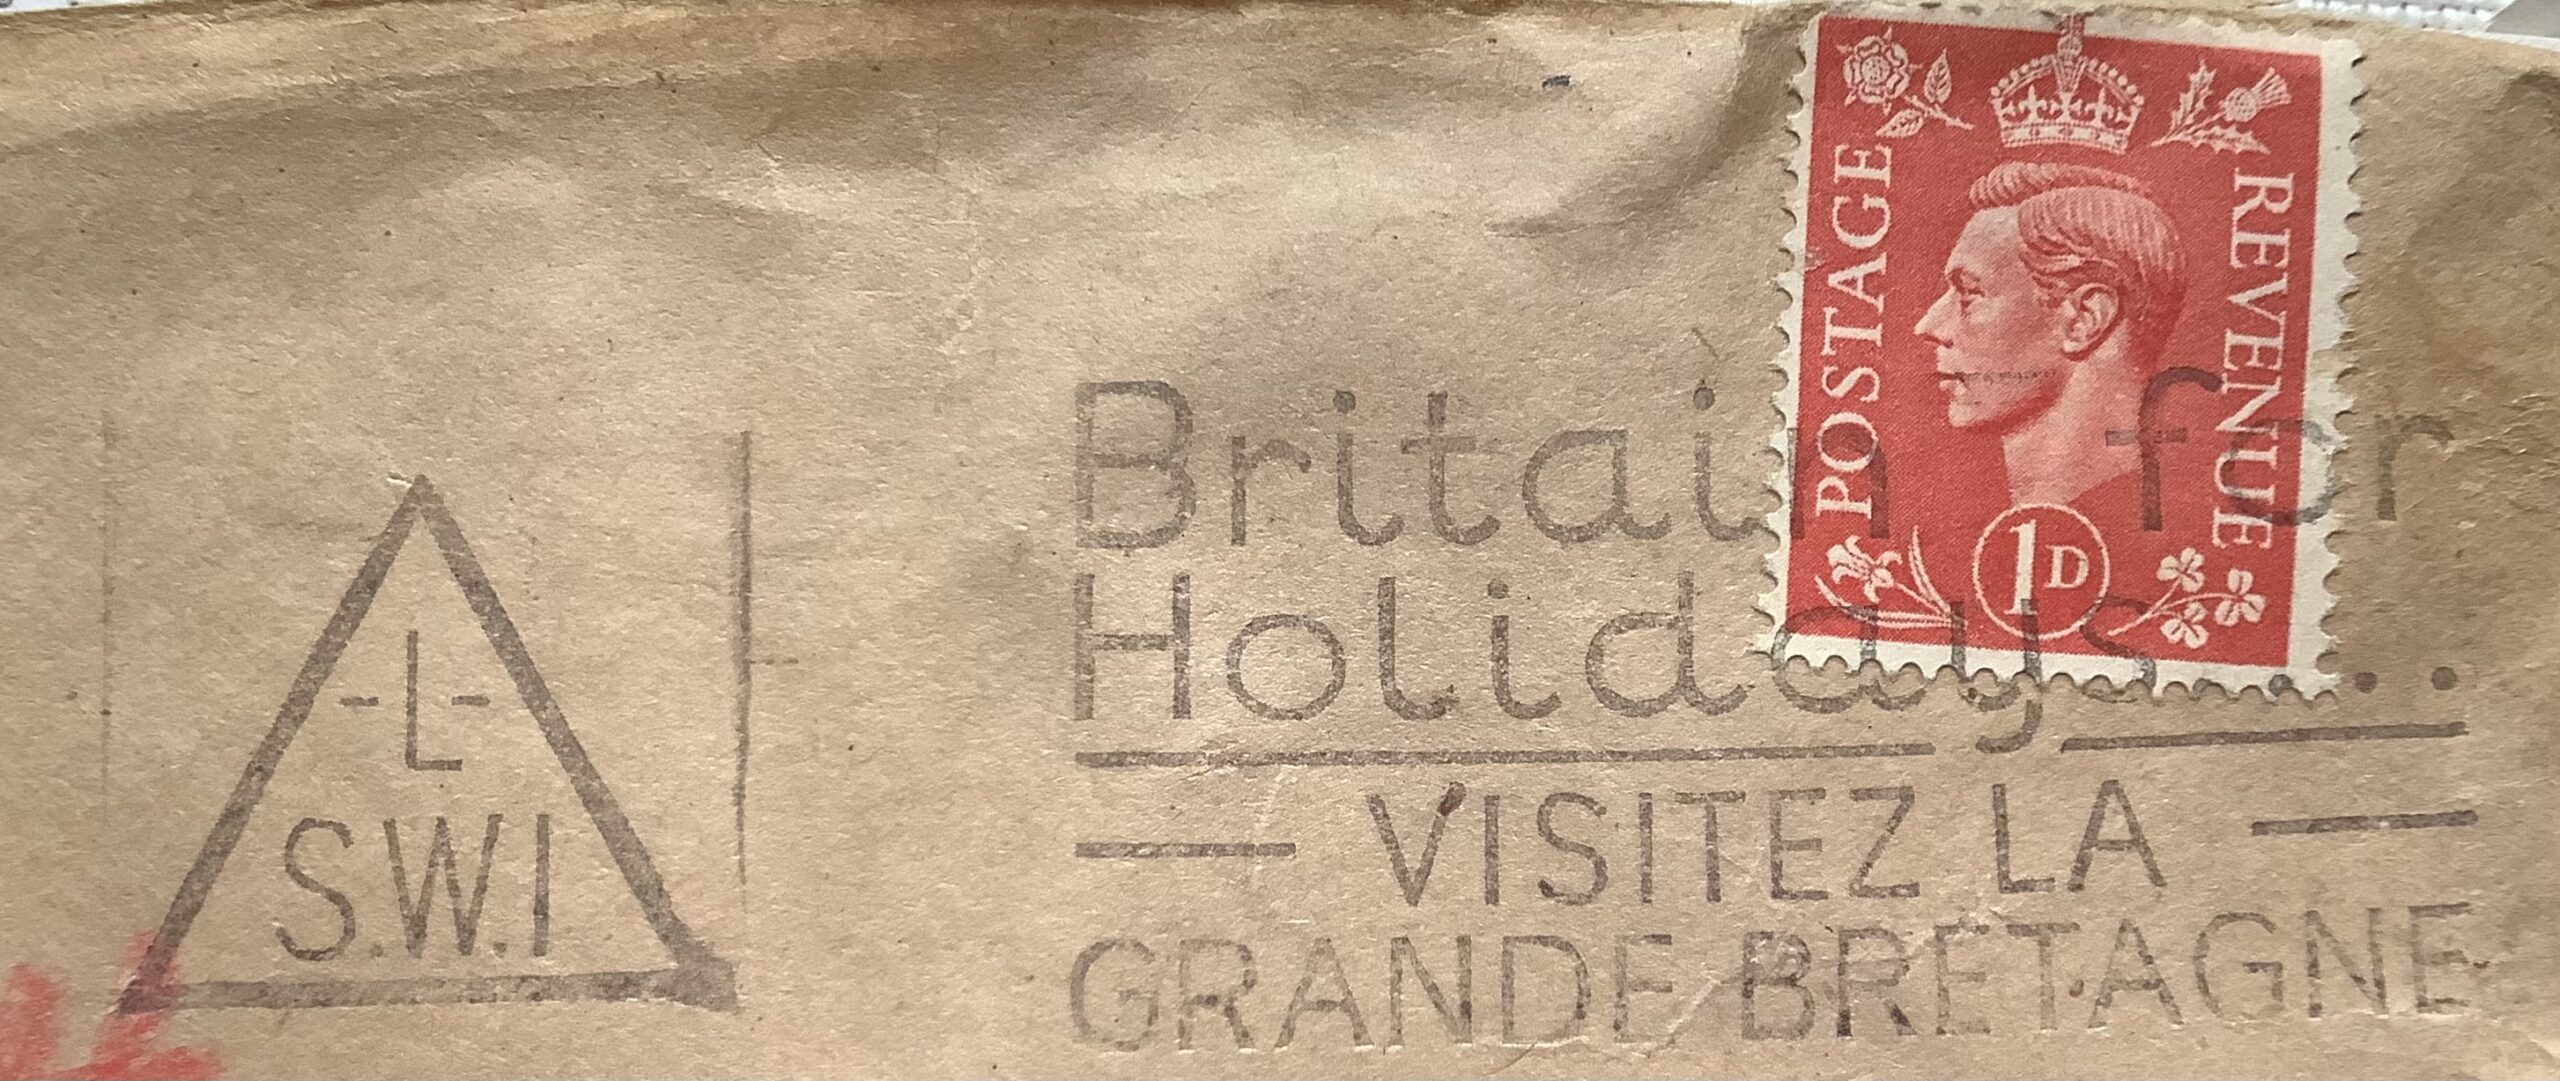 POSTAGE
REVENUE
1D
-L-
S.W.1
Britain for
Holidays....
VISITEZ LA
GRANDE BRETAGNE